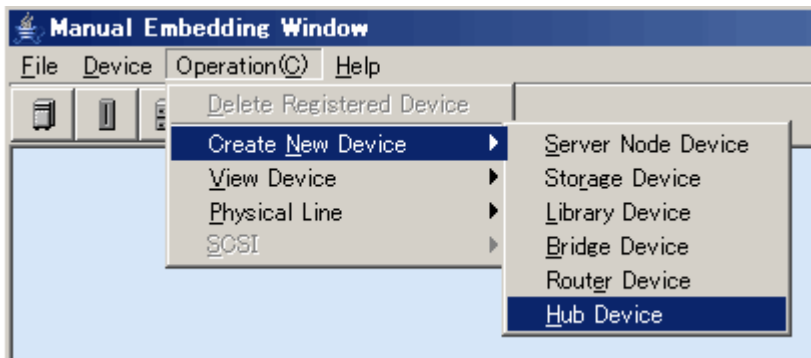 Manual Embedding Window
File Device Operation(C) Help
Delete Registered Device
Create New Device
View Device
Physical Line
SCSI
Server Node Device
Storage Device
Library Device
Bridge Device
Router Device
Hub Device